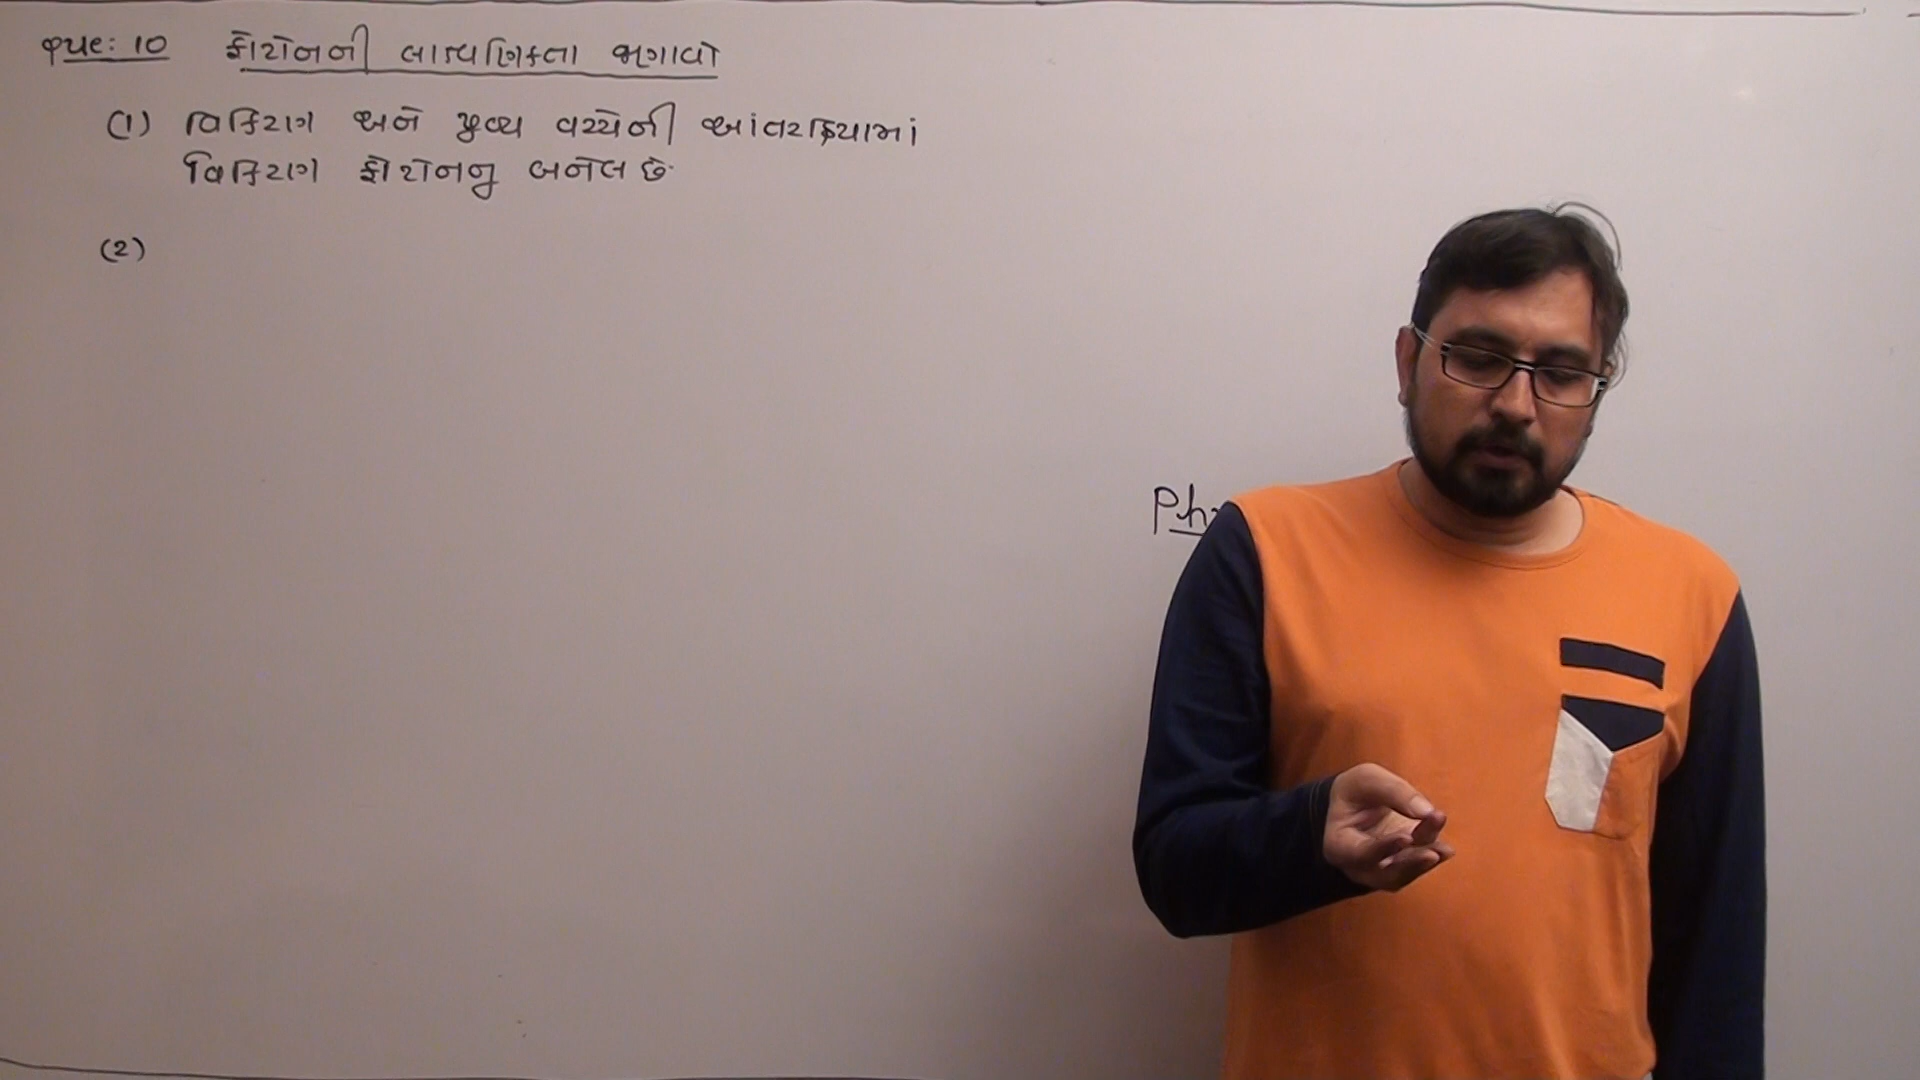 પ્રશ્ન: 10 ફોટોનની લાક્ષણિકતા જણાવો
(1) વિકિરણ અને દ્રવ્ય વચ્ચેની આંતરક્રિયામાં
વિકિરણ ફોટોનનુ બનેલ છે.
(2)
Ph